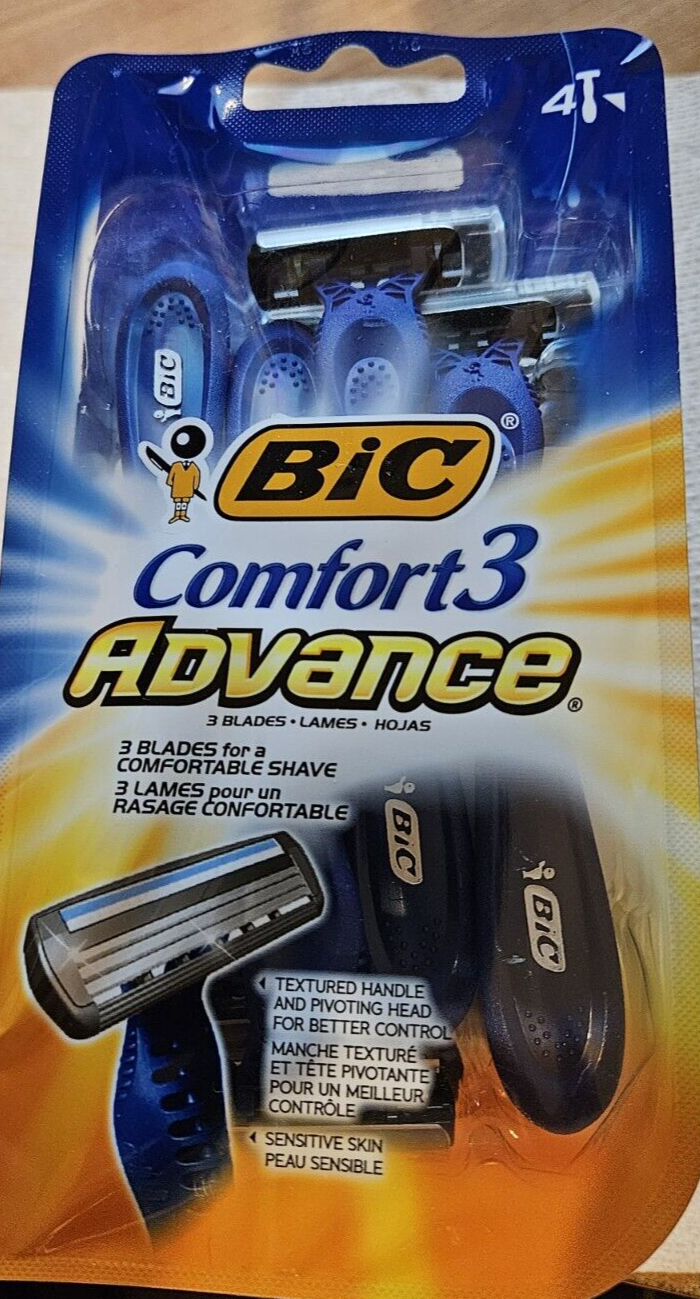 4
BiC
BiC®
Comfort 3
ADVANCE®
3 BLADES • LAMES • HOJAS
3 BLADES for a
COMFORTABLE SHAVE
3 LAMES pour un
RASAGE CONFORTABLE
BiC
BiC
TEXTURED HANDLE
AND PIVOTING HEAD
FOR BETTER CONTROL
MANCHE TEXTURÉ
ET TÊTE PIVOTANTE
POUR UN MEILLEUR
CONTRÔLE
SENSITIVE SKIN
PEAU SENSIBLE